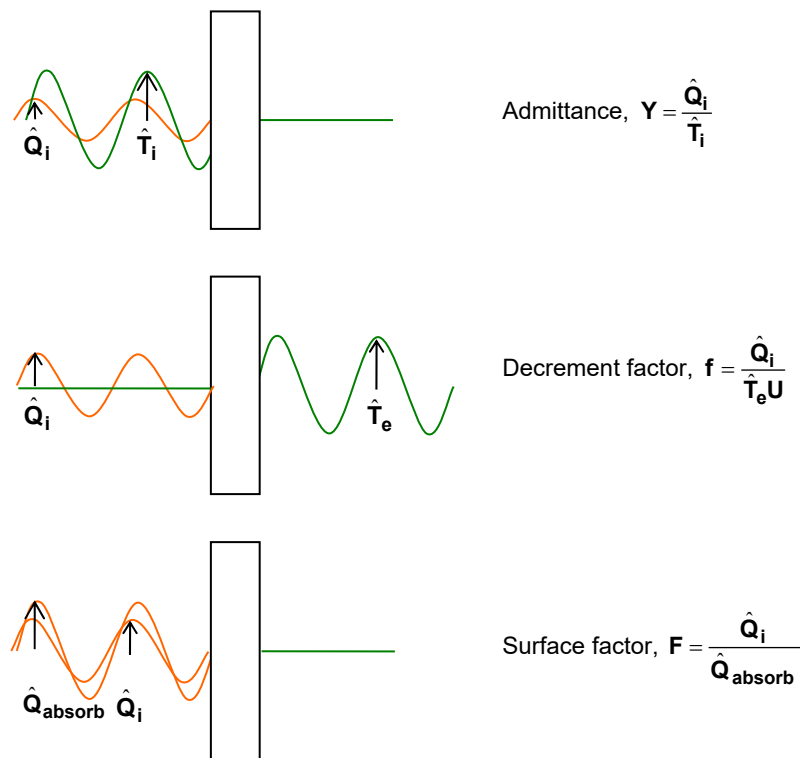 Q̂i T̂i Admittance, Y = Q̂i / T̂i
Q̂i T̂e Decrement factor, f = Q̂i / T̂eU
Q̂absorb Q̂i Surface factor, F = Q̂i / Q̂absorb